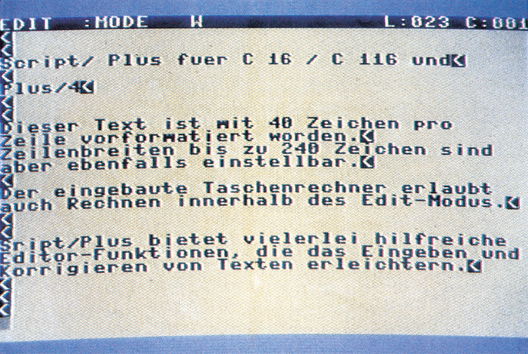 EDIT :MODE W L:023 C:001
Script/ Plus fuer C 16 / C 116 und
Plus/4
Dieser Text ist mit 40 Zeichen pro
Zeile vorformatiert worden.
Zeilenbreiten bis zu 240 Zeichen sind
aber ebenfalls einstellbar.
Der eingebaute Taschenrechner erlaubt
auch Rechnen innerhalb des Edit-Modus.
Sript/Plus bietet vielerlei hilfreiche
Editor-Funktionen, die das Eingeben und
Korrigieren von Texten erleichtern.